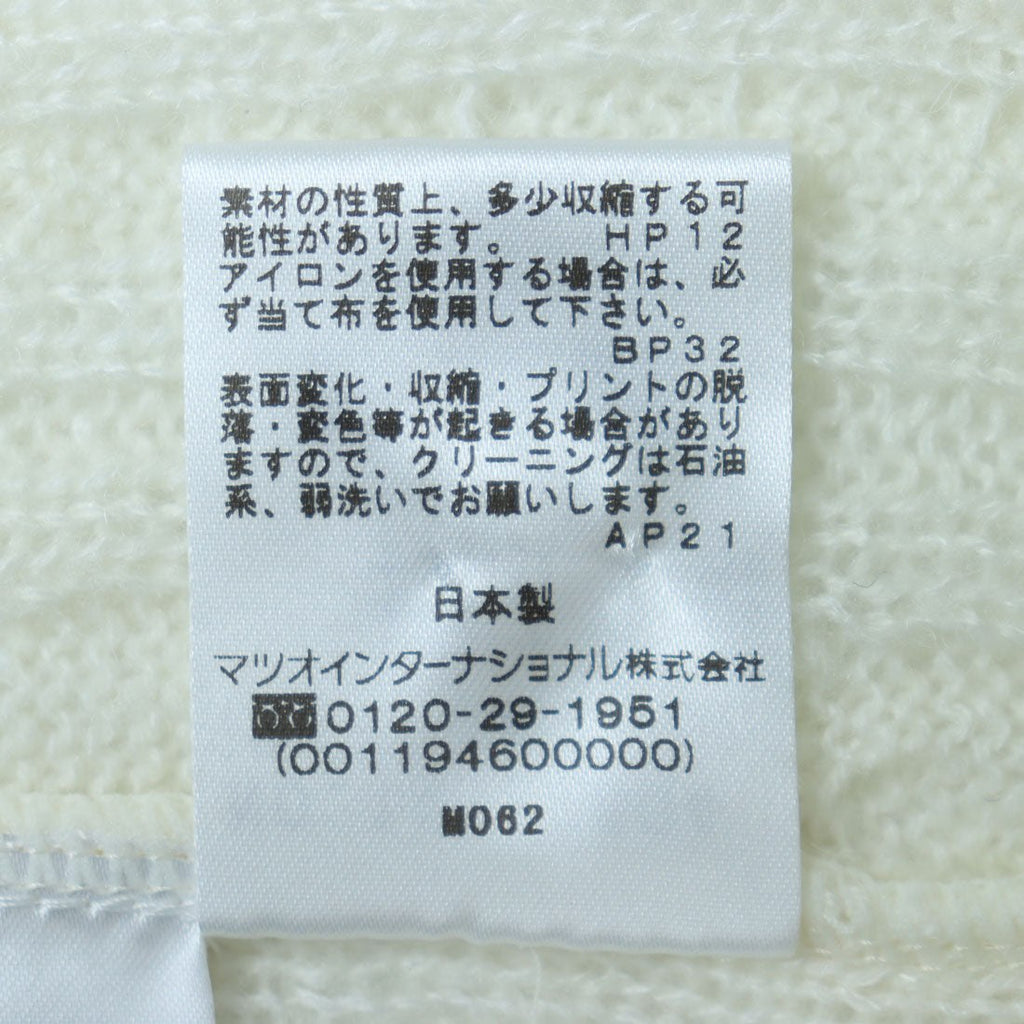 素材の性質上、多少収縮する可
能性があります。 HP12
アイロンを使用する場合は、必
ず当て布を使用して下さい。
BP32
表面変化・収縮・プリントの脱
落・変色等が起きる場合があり
ますので、クリーニングは石油
系、弱洗いでお願いします。
AP21
日本製
マツオインターナショナル株式会社
0120-29-1951
(001194600000)
M062